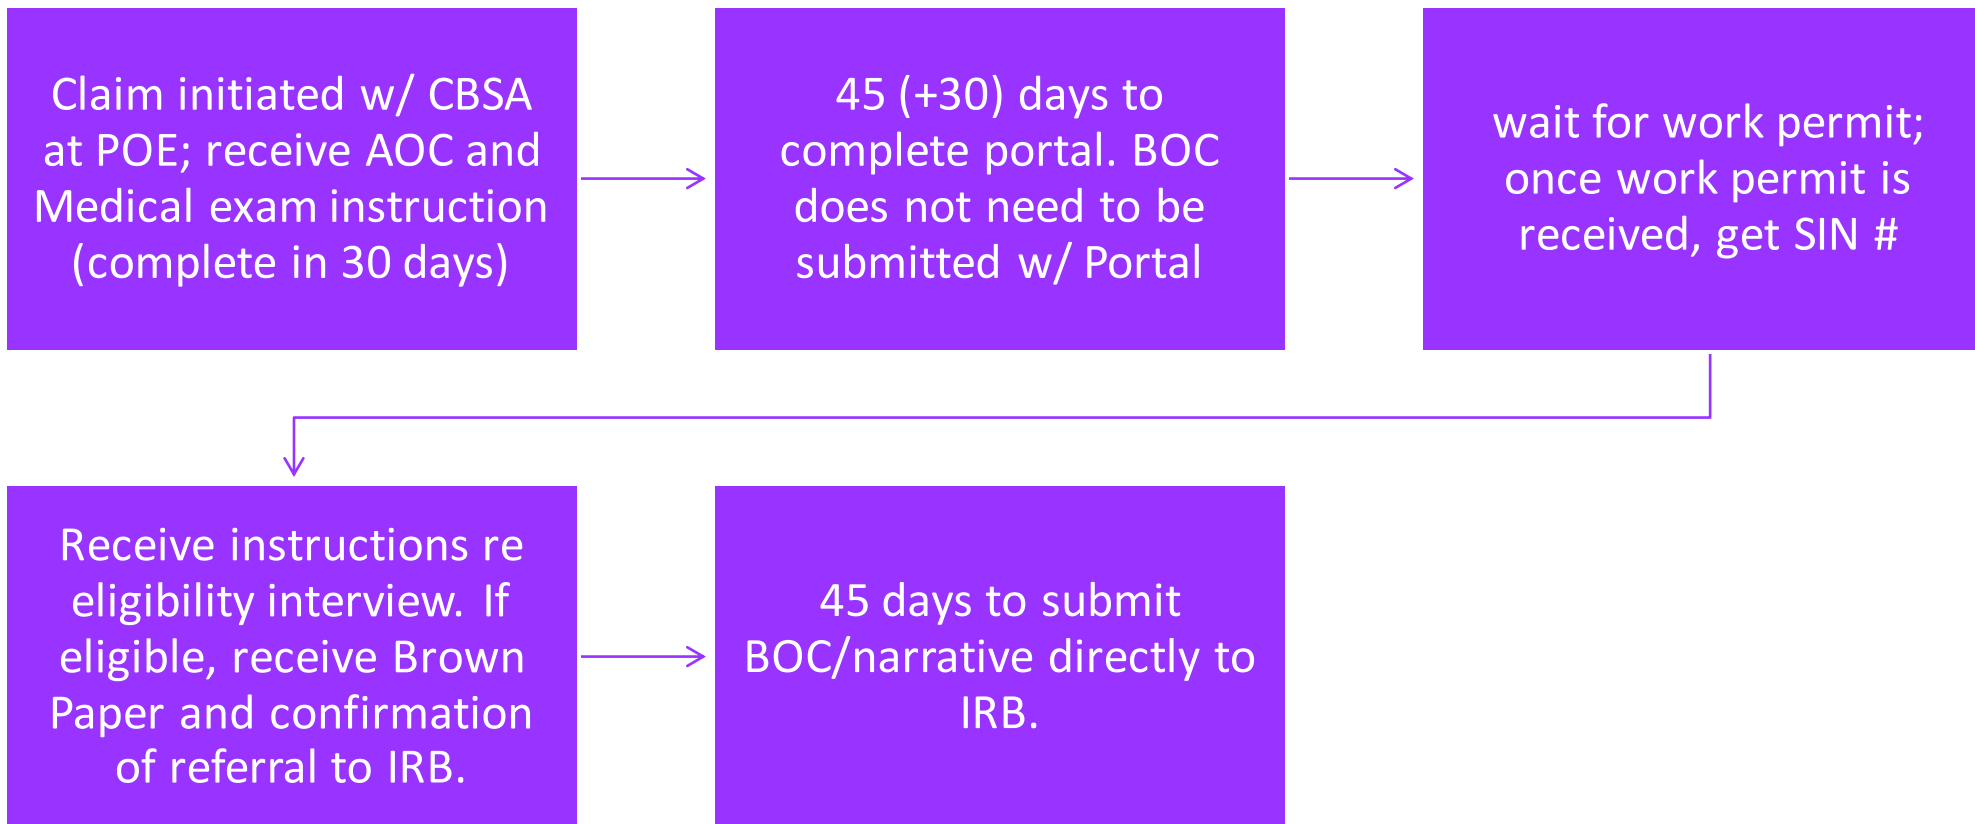 Claim initiated w/ CBSA
at POE; receive AOC and
Medical exam instruction
(complete in 30 days)
45 (+30) days to
complete portal. BOC
does not need to be
submitted w/ Portal
wait for work permit;
once work permit is
received, get SIN #
Receive instructions re
eligibility interview. If
eligible, receive Brown
Paper and confirmation
of referral to IRB.
45 days to submit
BOC/narrative directly to
IRB.